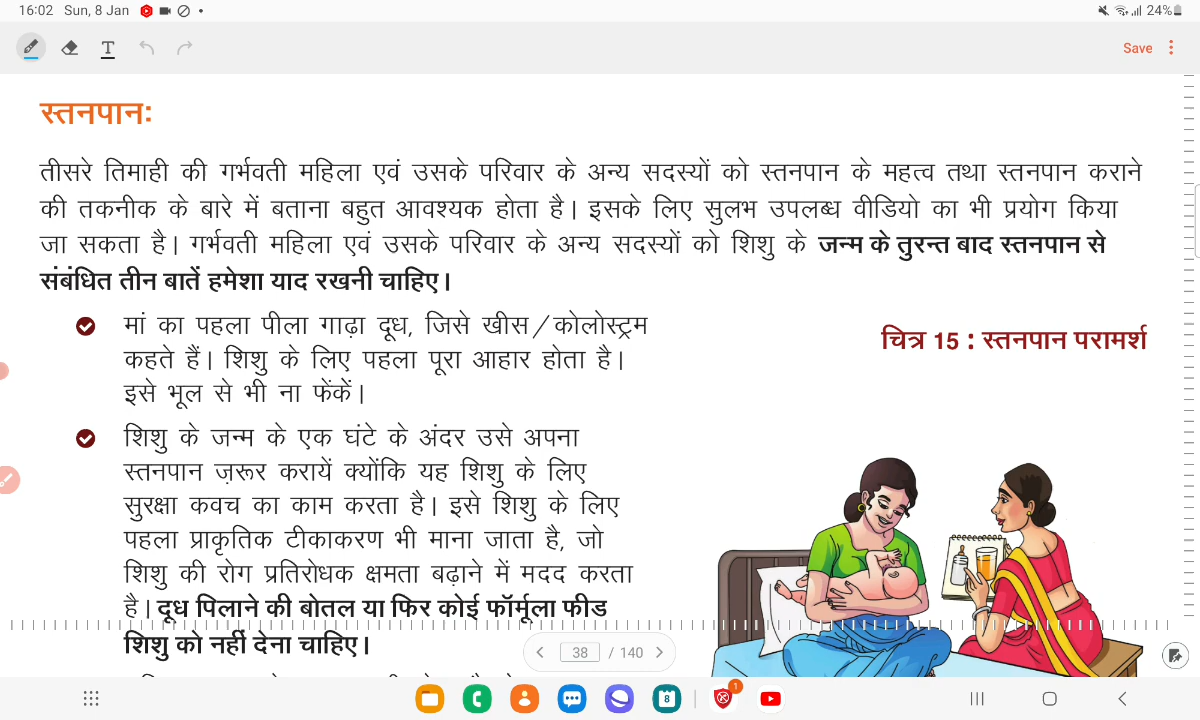 16:02 Sun, 8 Jan
24%
T
Save
स्तनपानः
तीसरे तिमाही की गर्भवती महिला एवं उसके परिवार के अन्य सदस्यों को स्तनपान के महत्व तथा स्तनपान कराने
की तकनीक के बारे में बताना बहुत आवश्यक होता है। इसके लिए सुलभ उपलब्ध वीडियो का भी प्रयोग किया
जा सकता है। गर्भवती महिला एवं उसके परिवार के अन्य सदस्यों को शिशु के जन्म के तुरन्त बाद स्तनपान से
संबंधित तीन बातें हमेशा याद रखनी चाहिए।
मां का पहला पीला गाढ़ा दूध, जिसे खीस/कोलोस्ट्रम
कहते हैं। शिशु के लिए पहला पूरा आहार होता है।
इसे भूल से भी ना फेंकें।
चित्र 15 : स्तनपान परामर्श
शिशु के जन्म के एक घंटे के अंदर उसे अपना
स्तनपान ज़रूर करायें क्योंकि यह शिशु के लिए
सुरक्षा कवच का काम करता है। इसे शिशु के लिए
पहला प्राकृतिक टीकाकरण भी माना जाता है, जो
शिशु की रोग प्रतिरोधक क्षमता बढ़ाने में मदद करता
है। दूध पिलाने की बोतल या फिर कोई फॉर्मूला फीड
शिशु को नहीं देना चाहिए।
38 / 140
8
1